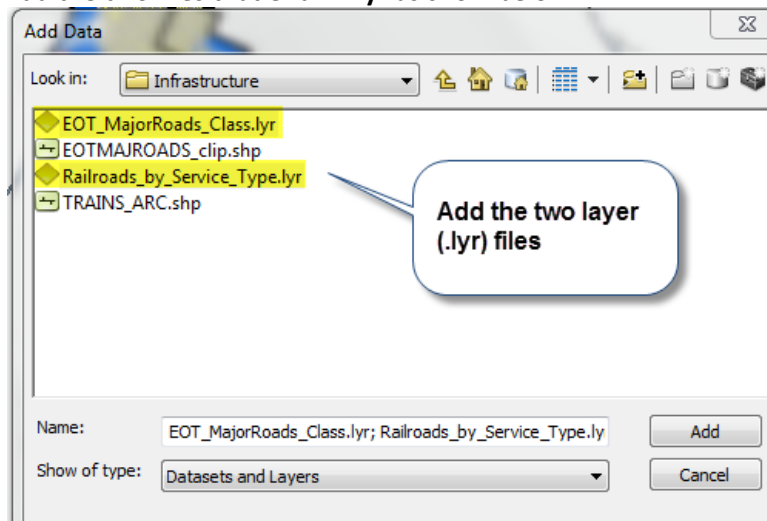 Add Data
Look in: Infrastructure
EOT_MajorRoads_Class.lyr
EOTMAJROADS_clip.shp
Railroads_by_Service_Type.lyr
TRAINS_ARC.shp
Add the two layer
(.lyr) files
Name: EOT_MajorRoads_Class.lyr; Railroads_by_Service_Type.ly
Add
Show of type: Datasets and Layers
Cancel